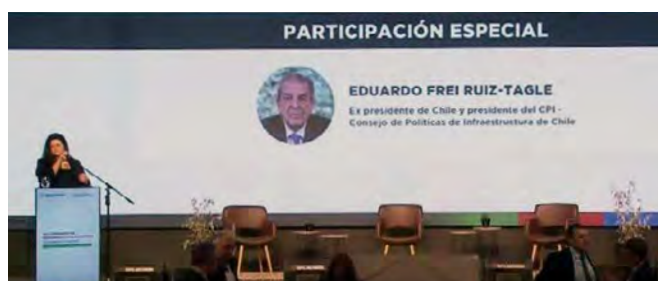 PARTICIPACIÓN ESPECIAL
EDUARDO FREI RUIZ-TAGLE
Ex presidente de Chile y presidente del CPI -
Consejo de Políticas de Infraestructura de Chile